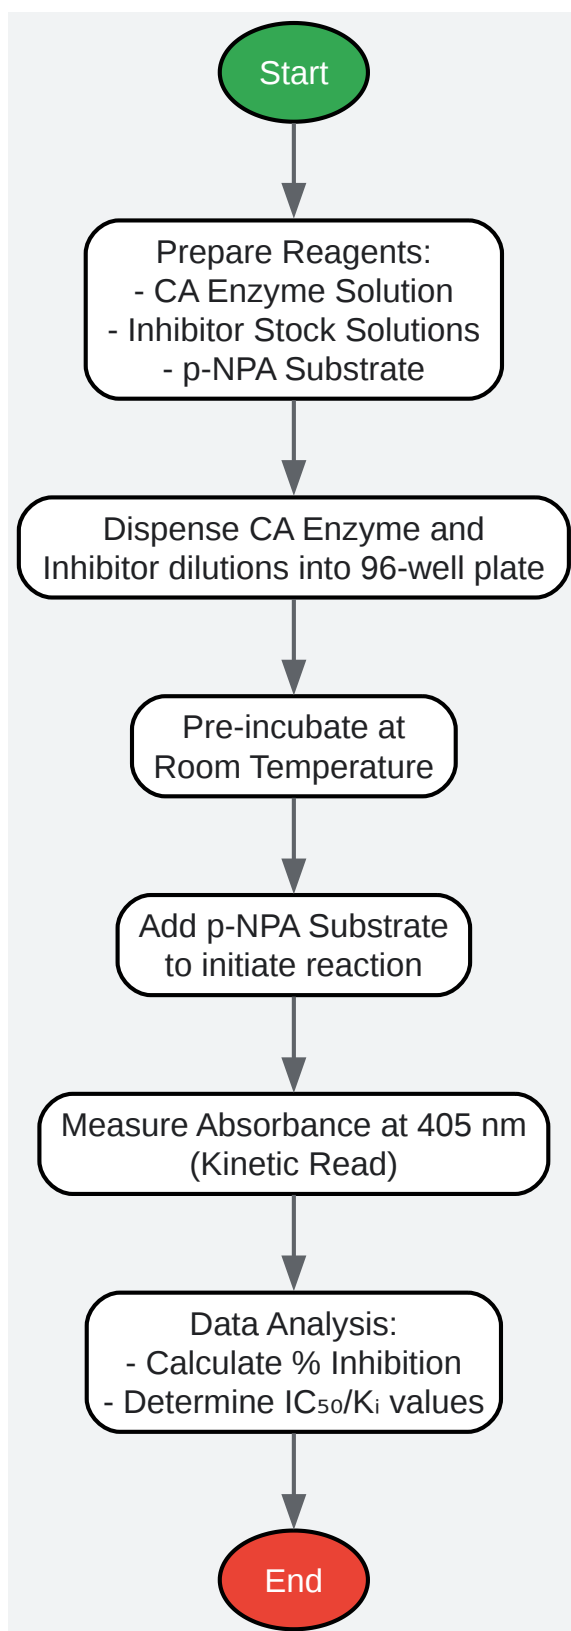 Start
Prepare Reagents:
- CA Enzyme Solution
- Inhibitor Stock Solutions
- p-NPA Substrate
Dispense CA Enzyme and
Inhibitor dilutions into 96-well plate
Pre-incubate at
Room Temperature
Add p-NPA Substrate
to initiate reaction
Measure Absorbance at 405 nm
(Kinetic Read)
Data Analysis:
- Calculate % Inhibition
- Determine IC₅₀/Kᵢ values
End